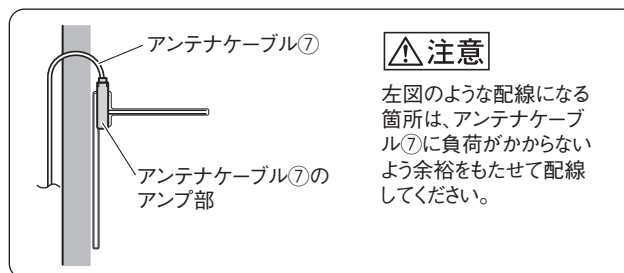 アンテナケーブル⑦
アンテナケーブル⑦の
アンプ部
注意
左図のような配線になる
箇所は、アンテナケーブ
ル⑦に負荷がかからない
よう余裕をもたせて配線
してください。